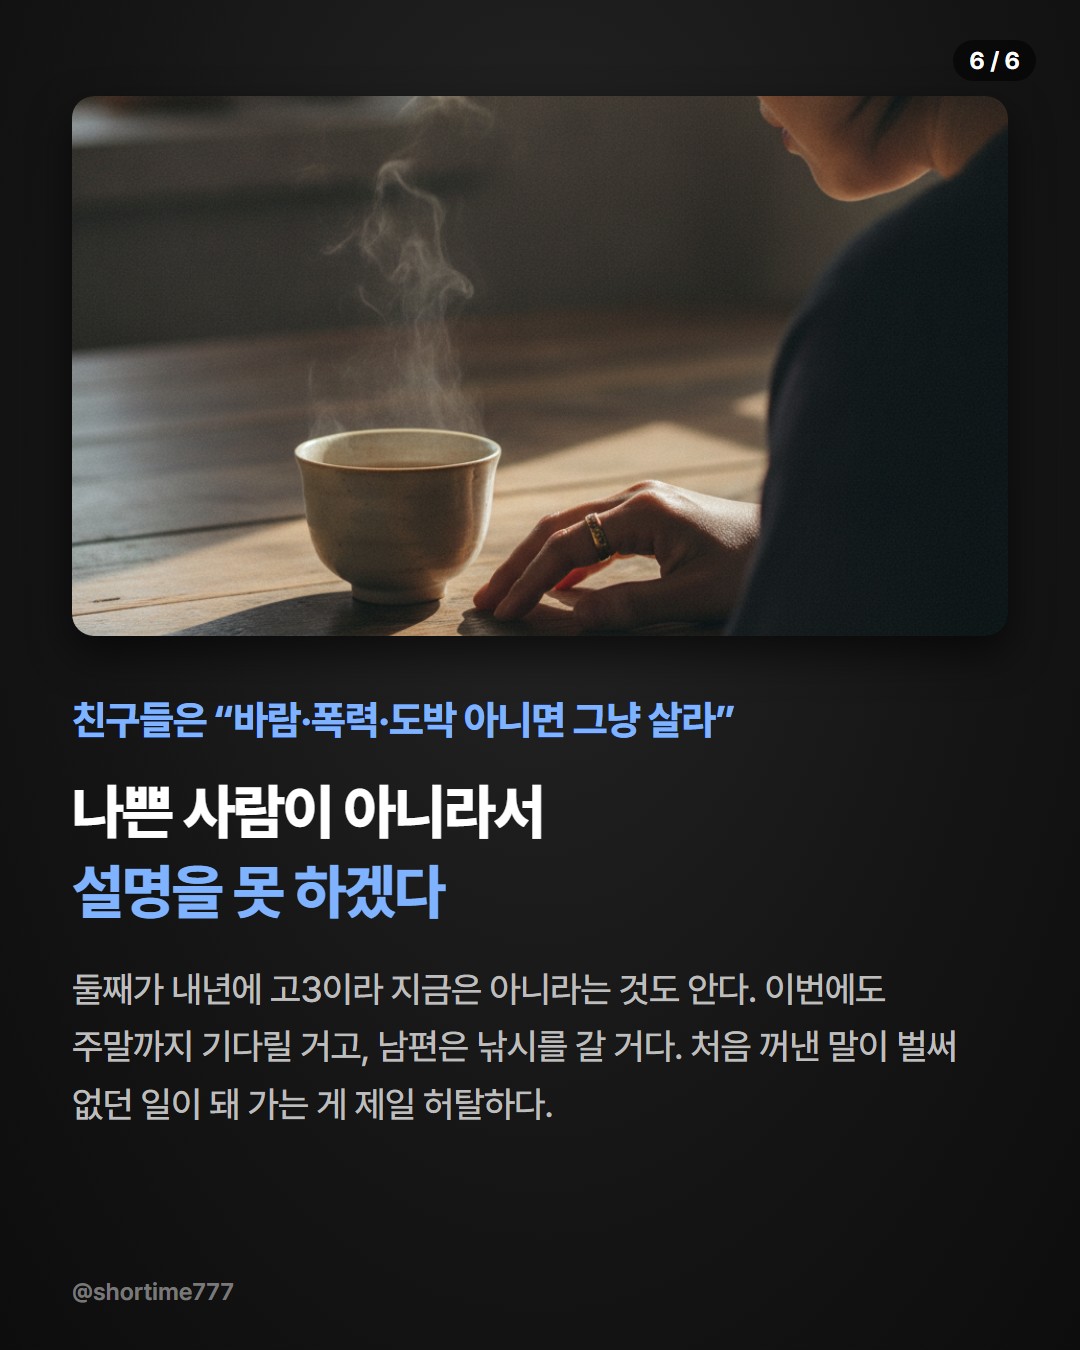 6 / 6
친구들은 “바람·폭력·도박 아니면 그냥 살라”
나쁜 사람이 아니라서
설명을 못 하겠다
둘째가 내년에 고3이라 지금은 아니라는 것도 안다. 이번에도
주말까지 기다릴 거고, 남편은 낚시를 갈 거다. 처음 꺼낸 말이 벌써
없던 일이 돼 가는 게 제일 허탈하다.
@shortime777